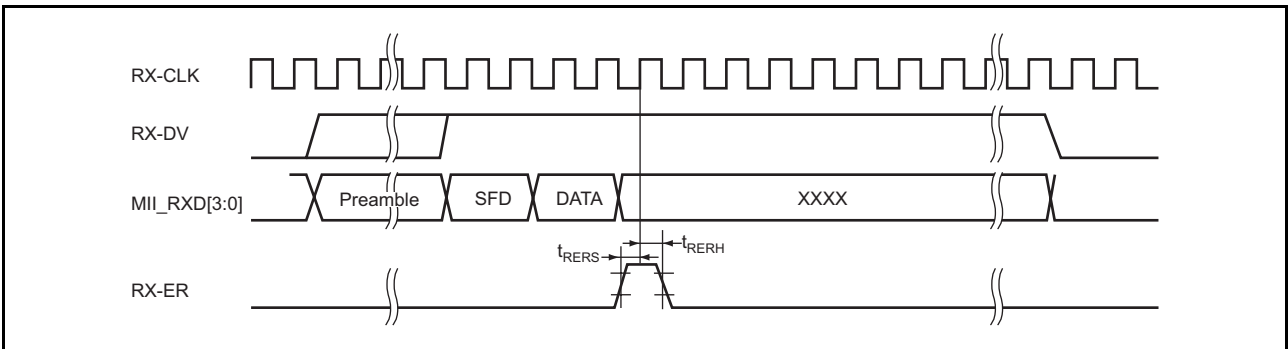 RX-CLK
RX-DV
MII_RXD[3:0]
Preamble
SFD
DATA
XXXX
tRERS
tRERH
RX-ER